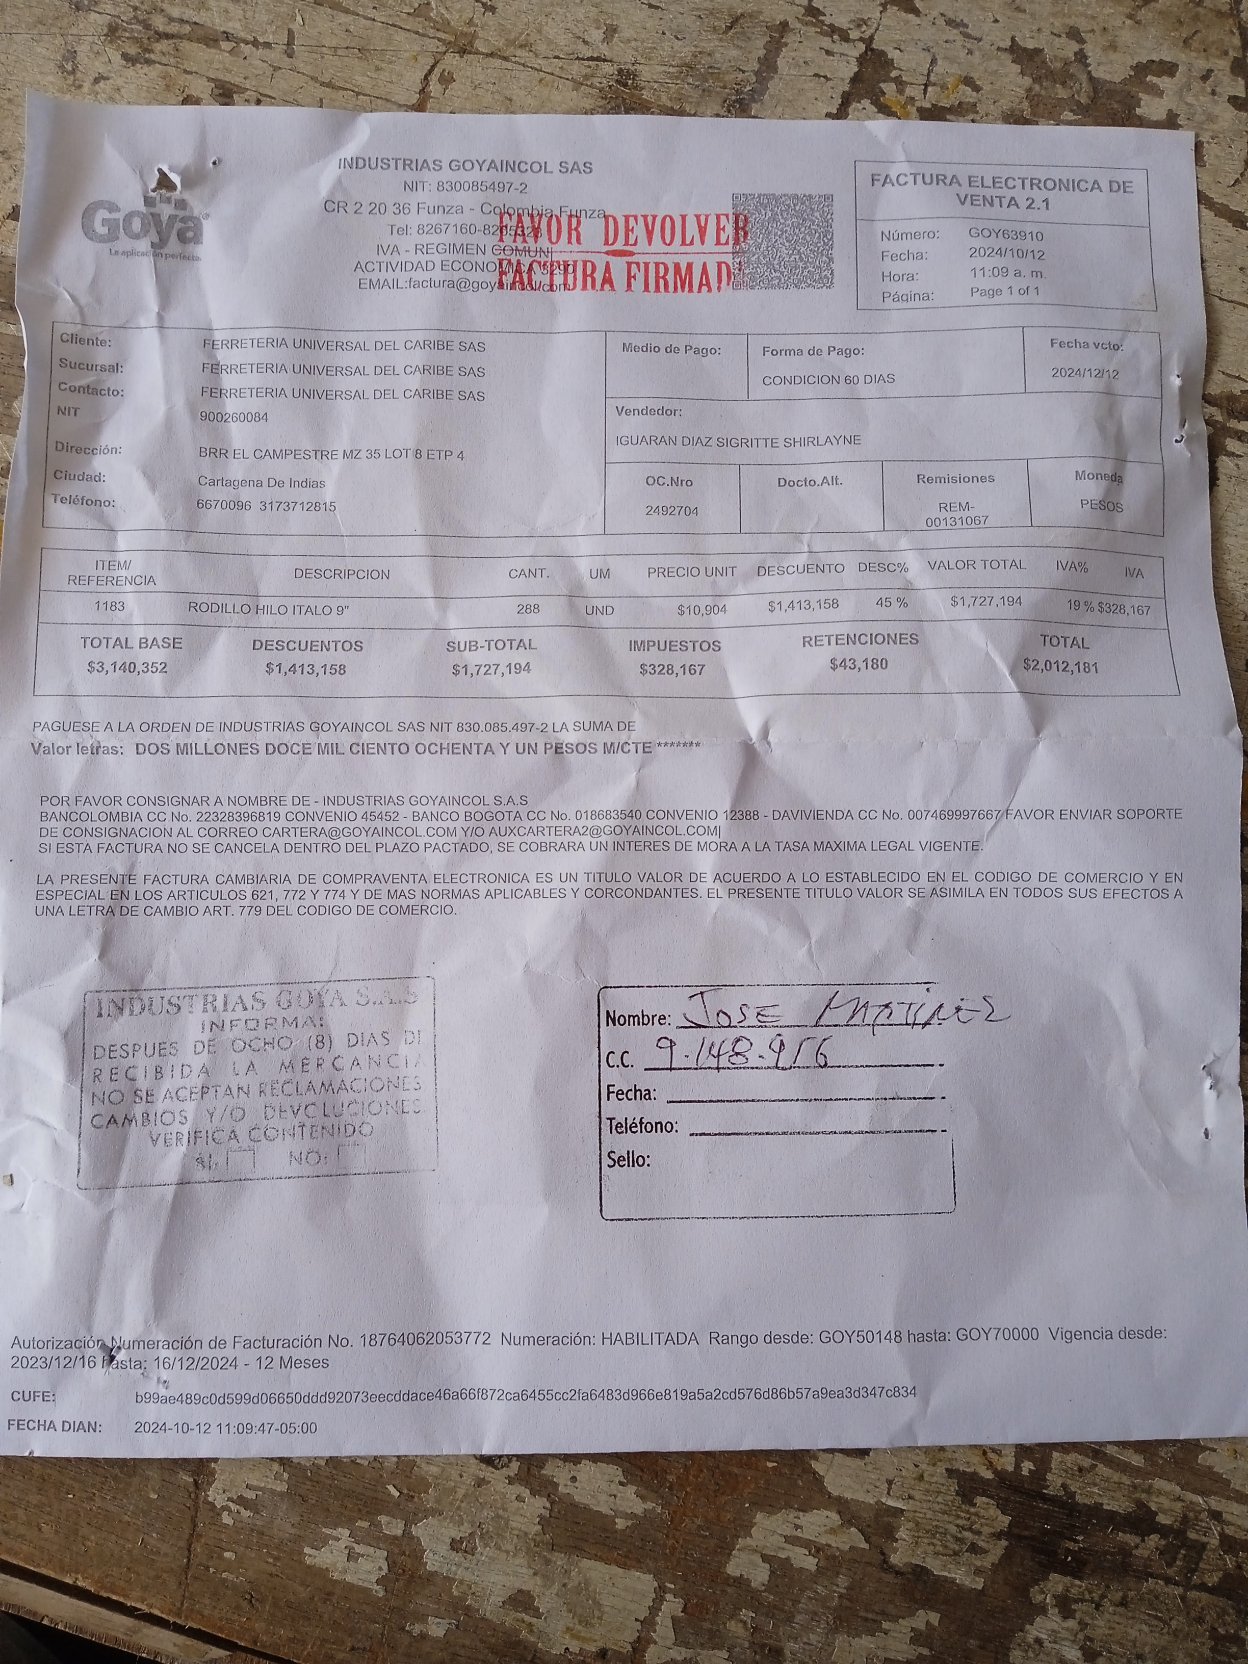 Goya
La aplicación perfecta.
INDUSTRIAS GOYAINCOL SAS
NIT: 830085497-2
CR 2 20 36 Funza - Colombia Funza
Tel: 8267160-
IVA - REGIMEN COMUN
ACTIVIDAD ECONOMICA 5290
EMAIL:factura@goyaincol.com
FAVOR DEVOLVER
FACTURA FIRMAD
FACTURA ELECTRONICA DE
VENTA 2.1
Número: GOY63910
Fecha: 2024/10/12
Hora: 11:09 a. m.
Página: Page 1 of 1
Cliente: FERRETERIA UNIVERSAL DEL CARIBE SAS
Sucursal: FERRETERIA UNIVERSAL DEL CARIBE SAS
Contacto: FERRETERIA UNIVERSAL DEL CARIBE SAS
NIT 900260084
Dirección: BRR EL CAMPESTRE MZ 35 LOT 8 ETP 4
Ciudad: Cartagena De Indias
Teléfono: 6670096 3173712815
Medio de Pago: Forma de Pago: Fecha vcto:
CONDICION 60 DIAS 2024/12/12
Vendedor:
IGUARAN DIAZ SIGRITTE SHIRLAYNE
OC.Nro Docto.Alt. Remisiones Moneda
2492704 REM- PESOS
00131067
ITEM/ REFERENCIA DESCRIPCION CANT. UM PRECIO UNIT DESCUENTO DESC% VALOR TOTAL IVA% IVA
1183 RODILLO HILO ITALO 9" 288 UND $10,904 $1,413,158 45 % $1,727,194 19 % $328,167
TOTAL BASE DESCUENTOS SUB-TOTAL IMPUESTOS RETENCIONES TOTAL
$3,140,352 $1,413,158 $1,727,194 $328,167 $43,180 $2,012,181
PAGUESE A LA ORDEN DE INDUSTRIAS GOYAINCOL SAS NIT 830.085.497-2 LA SUMA DE
Valor letras: DOS MILLONES DOCE MIL CIENTO OCHENTA Y UN PESOS M/CTE *******
POR FAVOR CONSIGNAR A NOMBRE DE - INDUSTRIAS GOYAINCOL S.A.S
BANCOLOMBIA CC No. 22328396819 CONVENIO 45452 - BANCO BOGOTA CC No. 018683540 CONVENIO 12388 - DAVIVIENDA CC No. 007469997667 FAVOR ENVIAR SOPORTE
DE CONSIGNACION AL CORREO CARTERA@GOYAINCOL.COM Y/O AUXCARTERA2@GOYAINCOL.COM|
SI ESTA FACTURA NO SE CANCELA DENTRO DEL PLAZO PACTADO, SE COBRARA UN INTERES DE MORA A LA TASA MAXIMA LEGAL VIGENTE.
LA PRESENTE FACTURA CAMBIARIA DE COMPRAVENTA ELECTRONICA ES UN TITULO VALOR DE ACUERDO A LO ESTABLECIDO EN EL CODIGO DE COMERCIO Y EN
ESPECIAL EN LOS ARTICULOS 621, 772 Y 774 Y DE MAS NORMAS APLICABLES Y CORCONDANTES. EL PRESENTE TITULO VALOR SE ASIMILA EN TODOS SUS EFECTOS A
UNA LETRA DE CAMBIO ART. 779 DEL CODIGO DE COMERCIO.
INDUSTRIAS GOYA S.A.S
INFORMA:
DESPUES DE OCHO (8) DIAS DE
RECIBIDA LA MERCANCIA
NO SE ACEPTAN RECLAMACIONES
CAMBIOS Y/O DEVOLUCIONES
VERIFICA CONTENIDO
SI: NO:
Nombre: JOSE MARTINEZ
C.C. 9.148.956
Fecha:
Teléfono:
Sello:
Autorización Numeración de Facturación No. 18764062053772 Numeración: HABILITADA Rango desde: GOY50148 hasta: GOY70000 Vigencia desde:
2023/12/16 hasta: 16/12/2024 - 12 Meses
CUFE: b99ae489c0d599d06650ddd92073eecddace46a66f872ca6455cc2fa6483d966e819a5a2cd576d86b57a9ea3d347c834
FECHA DIAN: 2024-10-12 11:09:47-05:00